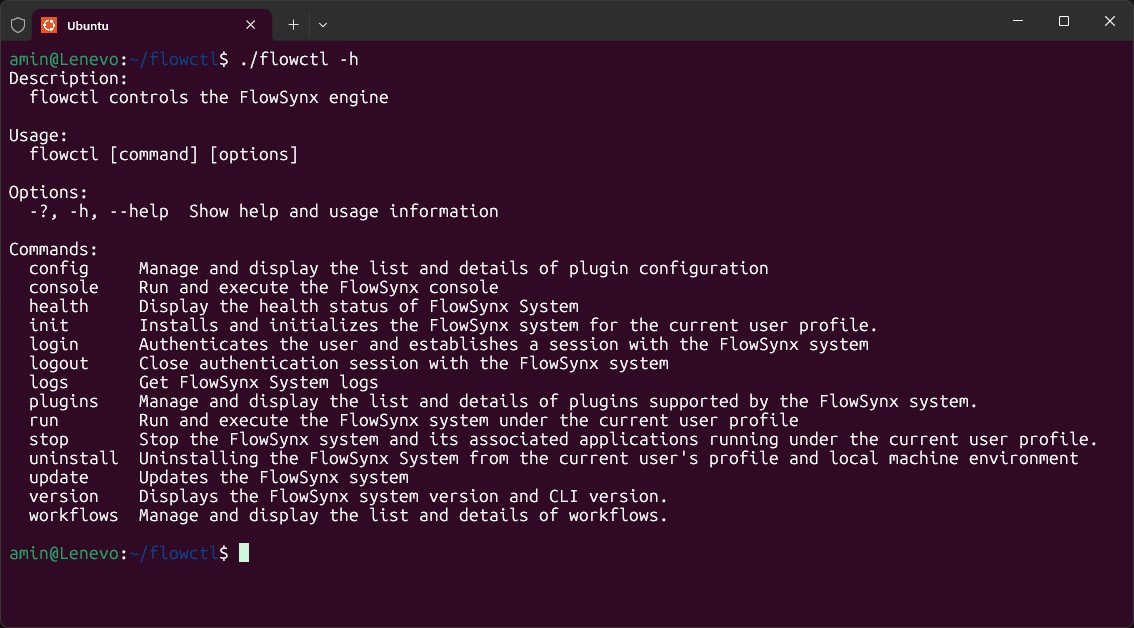 Ubuntu
amin@Lenevo:~/flowctl$ ./flowctl -h
Description:
  flowctl controls the FlowSynx engine

Usage:
  flowctl [command] [options]

Options:
  -?, -h, --help  Show help and usage information

Commands:
  config     Manage and display the list and details of plugin configuration
  console    Run and execute the FlowSynx console
  health     Display the health status of FlowSynx System
  init       Installs and initializes the FlowSynx system for the current user profile.
  login      Authenticates the user and establishes a session with the FlowSynx system
  logout     Close authentication session with the FlowSynx system
  logs       Get FlowSynx System logs
  plugins    Manage and display the list and details of plugins supported by the FlowSynx system.
  run        Run and execute the FlowSynx system under the current user profile
  stop       Stop the FlowSynx system and its associated applications running under the current user profile.
  uninstall  Uninstalling the FlowSynx System from the current user's profile and local machine environment
  update     Updates the FlowSynx system
  version    Displays the FlowSynx system version and CLI version.
  workflows  Manage and display the list and details of workflows.

amin@Lenevo:~/flowctl$